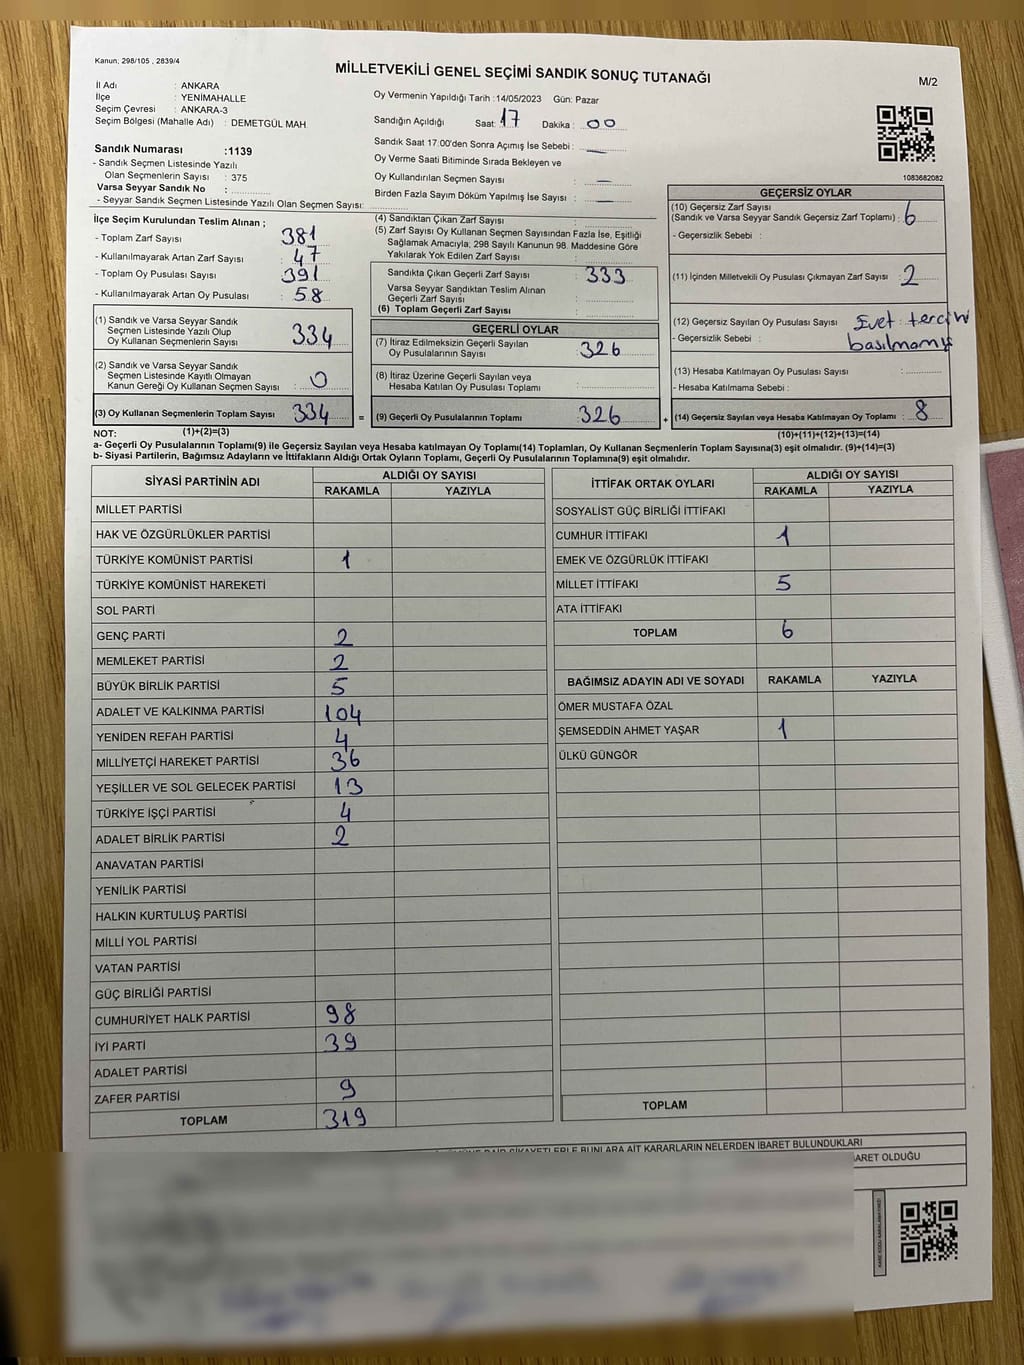 Kanun; 298/105 , 2839/4
MİLLETVEKİLİ GENEL SEÇİMİ SANDIK SONUÇ TUTANAĞI
M/2
İl Adı : ANKARA
İlçe : YENİMAHALLE
Seçim Çevresi : ANKARA-3
Seçim Bölgesi (Mahalle Adı) : DEMETGÜL MAH
Sandık Numarası :1139
- Sandık Seçmen Listesinde Yazılı
Olan Seçmenlerin Sayısı : 375
Varsa Seyyar Sandık No :
- Seyyar Sandık Seçmen Listesinde Yazılı Olan Seçmen Sayısı:
Oy Vermenin Yapıldığı Tarih :14/05/2023 Gün: Pazar
Sandığın Açıldığı Saat: 17 Dakika : 00
Sandık Saat 17:00'den Sonra Açımış İse Sebebi : —
Oy Verme Saati Bitiminde Sırada Bekleyen ve
Oy Kullandırılan Seçmen Sayısı : —
Birden Fazla Sayım Döküm Yapılmış İse Sayısı : —
1083682082
İlçe Seçim Kurulundan Teslim Alınan ;
- Toplam Zarf Sayısı : 381
- Kullanılmayarak Artan Zarf Sayısı : 47
- Toplam Oy Pusulası Sayısı : 391
- Kullanılmayarak Artan Oy Pusulası : 58
(1) Sandık ve Varsa Seyyar Sandık
Seçmen Listesinde Yazılı Olup
Oy Kullanan Seçmenlerin Sayısı : 334
(2) Sandık ve Varsa Seyyar Sandık
Seçmen Listesinde Kayıtlı Olmayan
Kanun Gereği Oy Kullanan Seçmen Sayısı : 0
(3) Oy Kullanan Seçmenlerin Toplam Sayısı : 334 =
(1)+(2)=(3)
(4) Sandıktan Çıkan Zarf Sayısı :
(5) Zarf Sayısı Oy Kullanan Seçmen Sayısından Fazla İse, Eşitliği
Sağlamak Amacıyla; 298 Sayılı Kanunun 98. Maddesine Göre
Yakılarak Yok Edilen Zarf Sayısı :
Sandıkta Çıkan Geçerli Zarf Sayısı : 333
Varsa Seyyar Sandıktan Teslim Alınan
Geçerli Zarf Sayısı :
(6) Toplam Geçerli Zarf Sayısı :
GEÇERLİ OYLAR
(7) İtiraz Edilmeksizin Geçerli Sayılan
Oy Pusulalarının Sayısı : 326
(8) İtiraz Üzerine Geçerli Sayılan veya
Hesaba Katılan Oy Pusulası Toplamı :
(9) Geçerli Oy Pusulalarının Toplamı : 326 +
GEÇERSİZ OYLAR
(10) Geçersiz Zarf Sayısı
(Sandık ve Varsa Seyyar Sandık Geçersiz Zarf Toplamı) : 6
- Geçersizlik Sebebi :
(11) İçinden Milletvekili Oy Pusulası Çıkmayan Zarf Sayısı : 2
(12) Geçersiz Sayılan Oy Pusulası Sayısı : Evet tercih
- Geçersizlik Sebebi : basılmamış
(13) Hesaba Katılmayan Oy Pusulası Sayısı :
- Hesaba Katılmama Sebebi :
(14) Geçersiz Sayılan veya Hesaba Katılmayan Oy Toplamı : 8
(10)+(11)+(12)+(13)=(14)
NOT:
a- Geçerli Oy Pusulasının Toplamı(9) ile Geçersiz Sayılan veya Hesaba katılmayan Oy Toplamı(14) Toplamları, Oy Kullanan Seçmenlerin Toplam Sayısına(3) eşit olmalıdır. (9)+(14)=(3)
b- Siyasi Partilerin, Bağımsız Adayların ve İttifakların Aldığı Ortak Oyların Toplamı, Geçerli Oy Pusulalarının Toplamına(9) eşit olmalıdır.
SİYASİ PARTİNİN ADI ALDIĞI OY SAYISI
RAKAMLA YAZIYLA
MİLLET PARTİSİ
HAK VE ÖZGÜRLÜKLER PARTİSİ
TÜRKİYE KOMÜNİST PARTİSİ 1
TÜRKİYE KOMÜNİST HAREKETİ
SOL PARTİ
GENÇ PARTİ 2
MEMLEKET PARTİSİ 2
BÜYÜK BİRLİK PARTİSİ 5
ADALET VE KALKINMA PARTİSİ 104
YENİDEN REFAH PARTİSİ 4
MİLLİYETÇİ HAREKET PARTİSİ 36
YEŞİLLER VE SOL GELECEK PARTİSİ 13
TÜRKİYE İŞÇİ PARTİSİ 4
ADALET BİRLİK PARTİSİ 2
ANAVATAN PARTİSİ
YENİLİK PARTİSİ
HALKIN KURTULUŞ PARTİSİ
MİLLİ YOL PARTİSİ
VATAN PARTİSİ
GÜÇ BİRLİĞİ PARTİSİ
CUMHURİYET HALK PARTİSİ 98
İYİ PARTİ 39
ADALET PARTİSİ
ZAFER PARTİSİ 9
TOPLAM 319
İTTİFAK ORTAK OYLARI ALDIĞI OY SAYISI
RAKAMLA YAZIYLA
SOSYALİST GÜÇ BİRLİĞİ İTTİFAKI
CUMHUR İTTİFAKI 1
EMEK VE ÖZGÜRLÜK İTTİFAKI
MİLLET İTTİFAKI 5
ATA İTTİFAKI
TOPLAM 6
BAĞIMSIZ ADAYIN ADI VE SOYADI RAKAMLA YAZIYLA
ÖMER MUSTAFA ÖZAL
ŞEMSEDDİN AHMET YAŞAR 1
ÜLKÜ GÜNGÖR
TOPLAM
ŞİKAYETLERLE BUNLARA AİT KARARLARIN NELERDEN İBARET BULUNDUKLARI
OLDUĞU